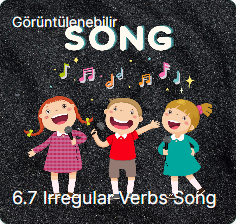 Görüntülenebilir
SONG
6.7 Irregular Verbs Song